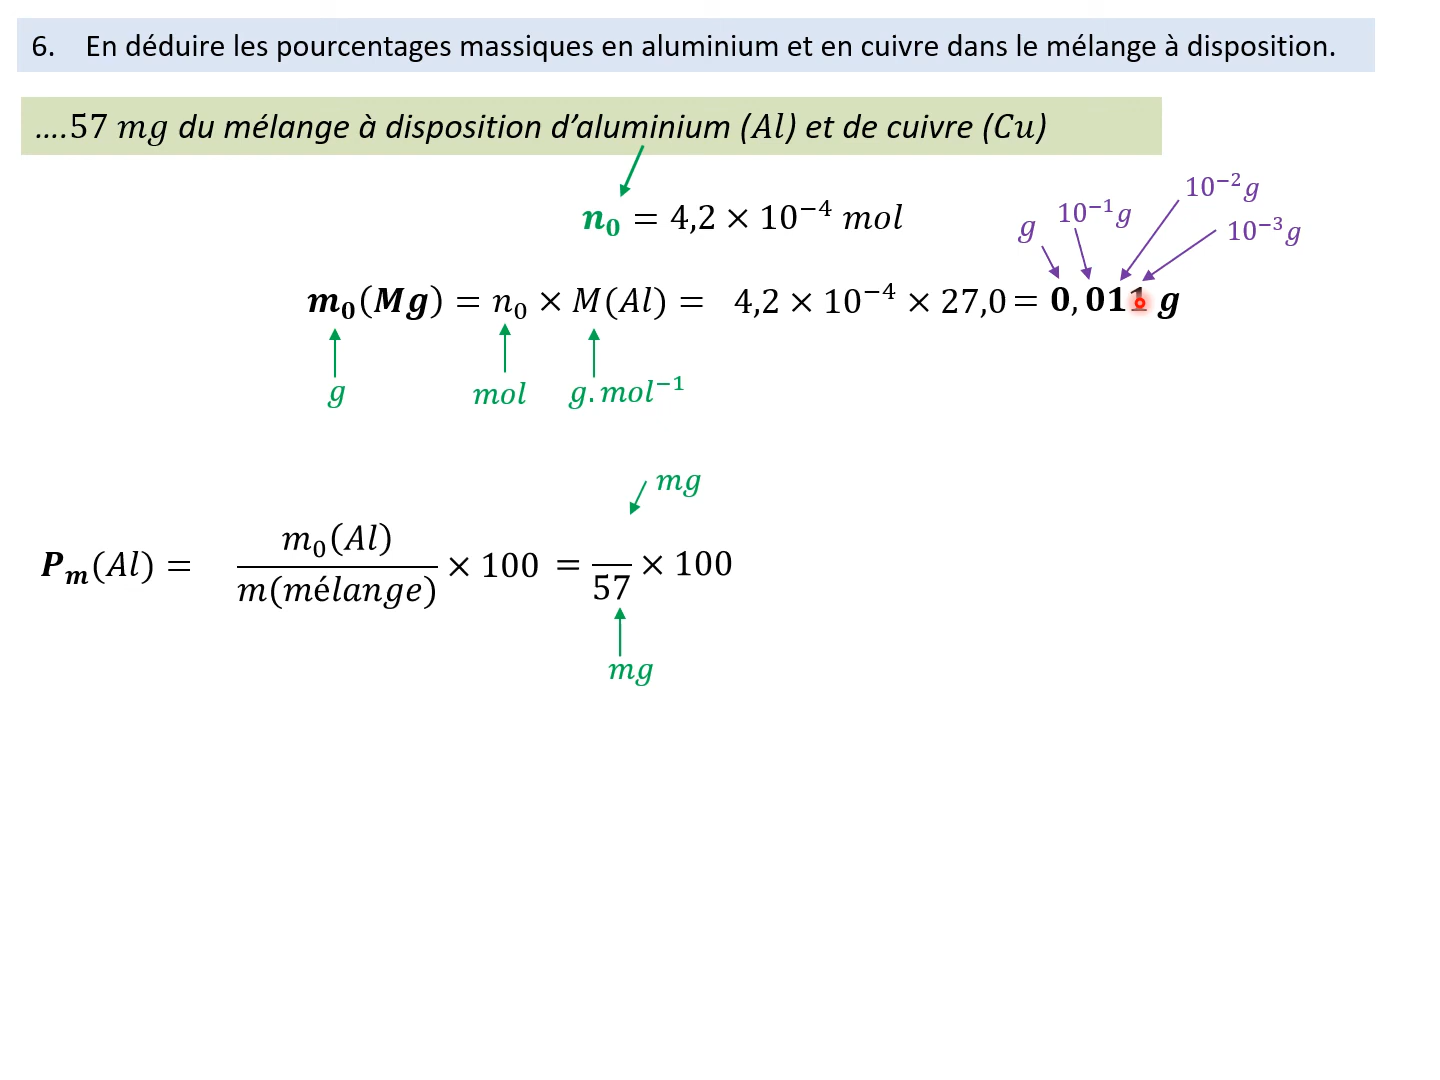 6. En déduire les pourcentages massiques en aluminium et en cuivre dans le mélange à disposition.
….57 mg du mélange à disposition d’aluminium (Al) et de cuivre (Cu)
n₀ = 4,2 × 10⁻⁴ mol
g 10⁻¹g 10⁻²g 10⁻³g
m₀(Mg) = n₀ × M(Al) = 4,2 × 10⁻⁴ × 27,0 = 0,011 g
g mol g.mol⁻¹
mg
Pₘ(Al) = m₀(Al)/m(mélange) × 100 = /57 × 100
mg